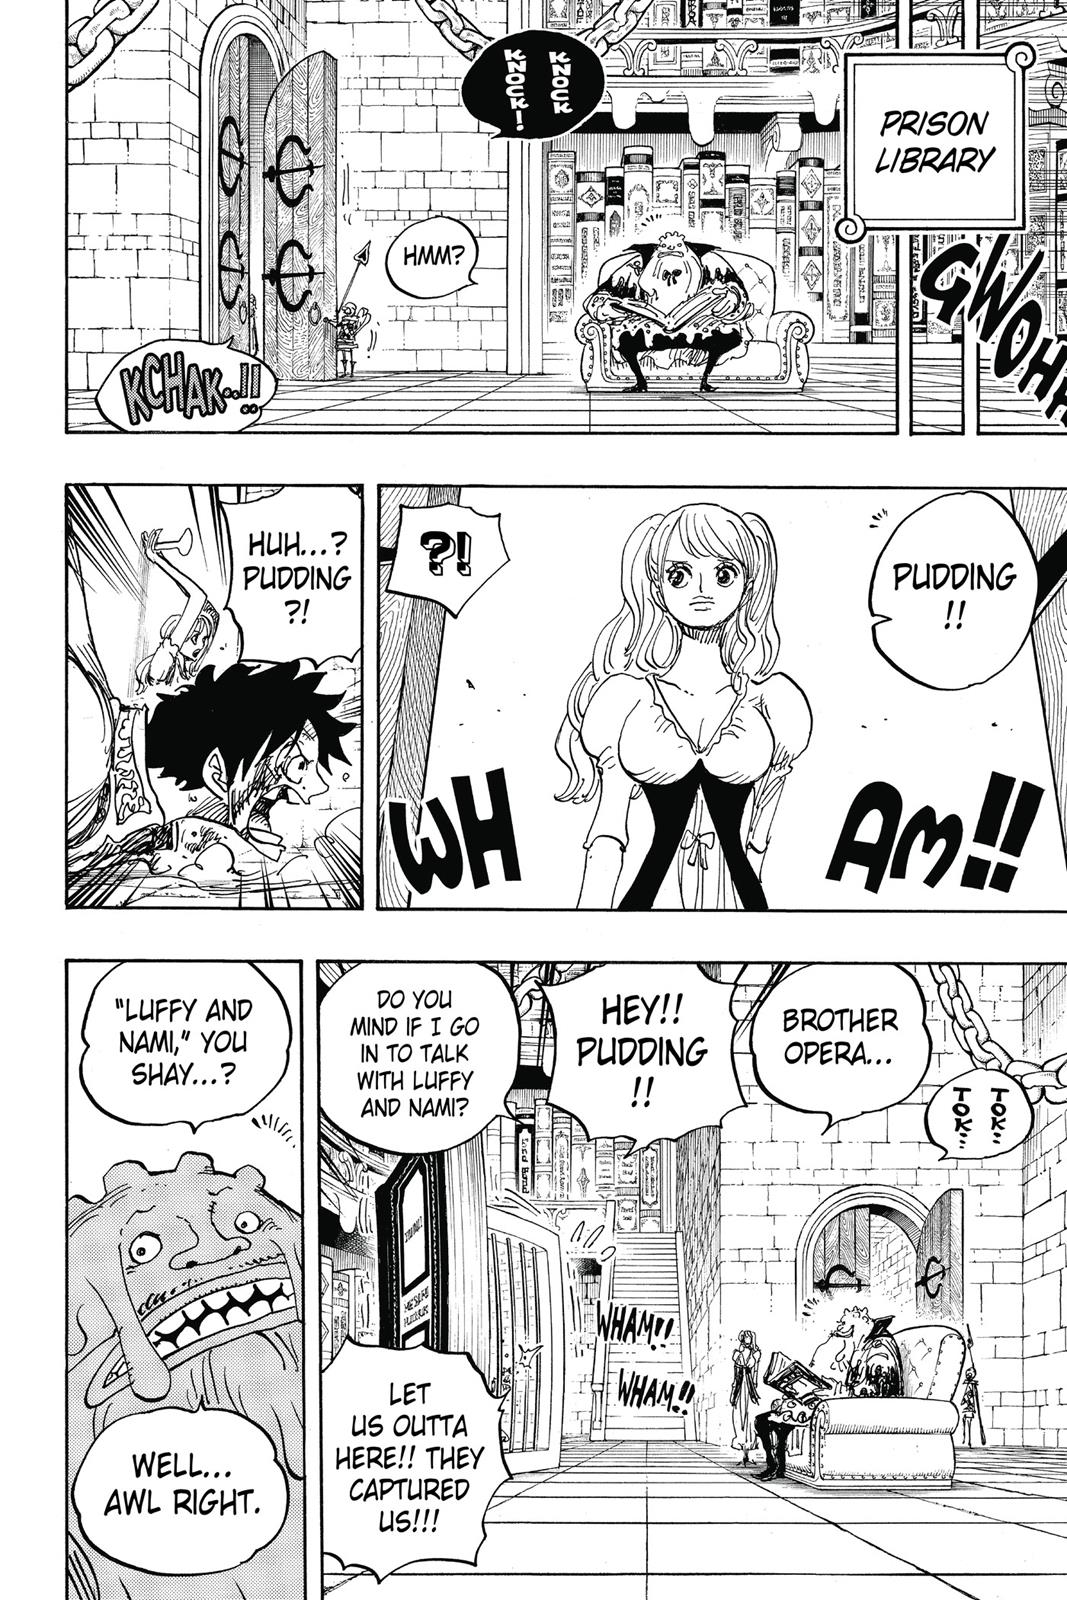 PRISON
LIBRARY
KNOCK
KNOCK!
GWOHH
HMM?
KCHAK..!!
PUDDING
!!
?!
WHAM!!
HUH...?
PUDDING
?!
TOK...
TOK...
BROTHER
OPERA...
HEY!!
PUDDING
!!
DO YOU
MIND IF I GO
IN TO TALK
WITH LUFFY
AND NAMI?
WHAM!!
WHAM!!
LET
US OUTTA
HERE!! THEY
CAPTURED
US!!!
"LUFFY AND
NAMI," YOU
SHAY...?
WELL...
AWL RIGHT.